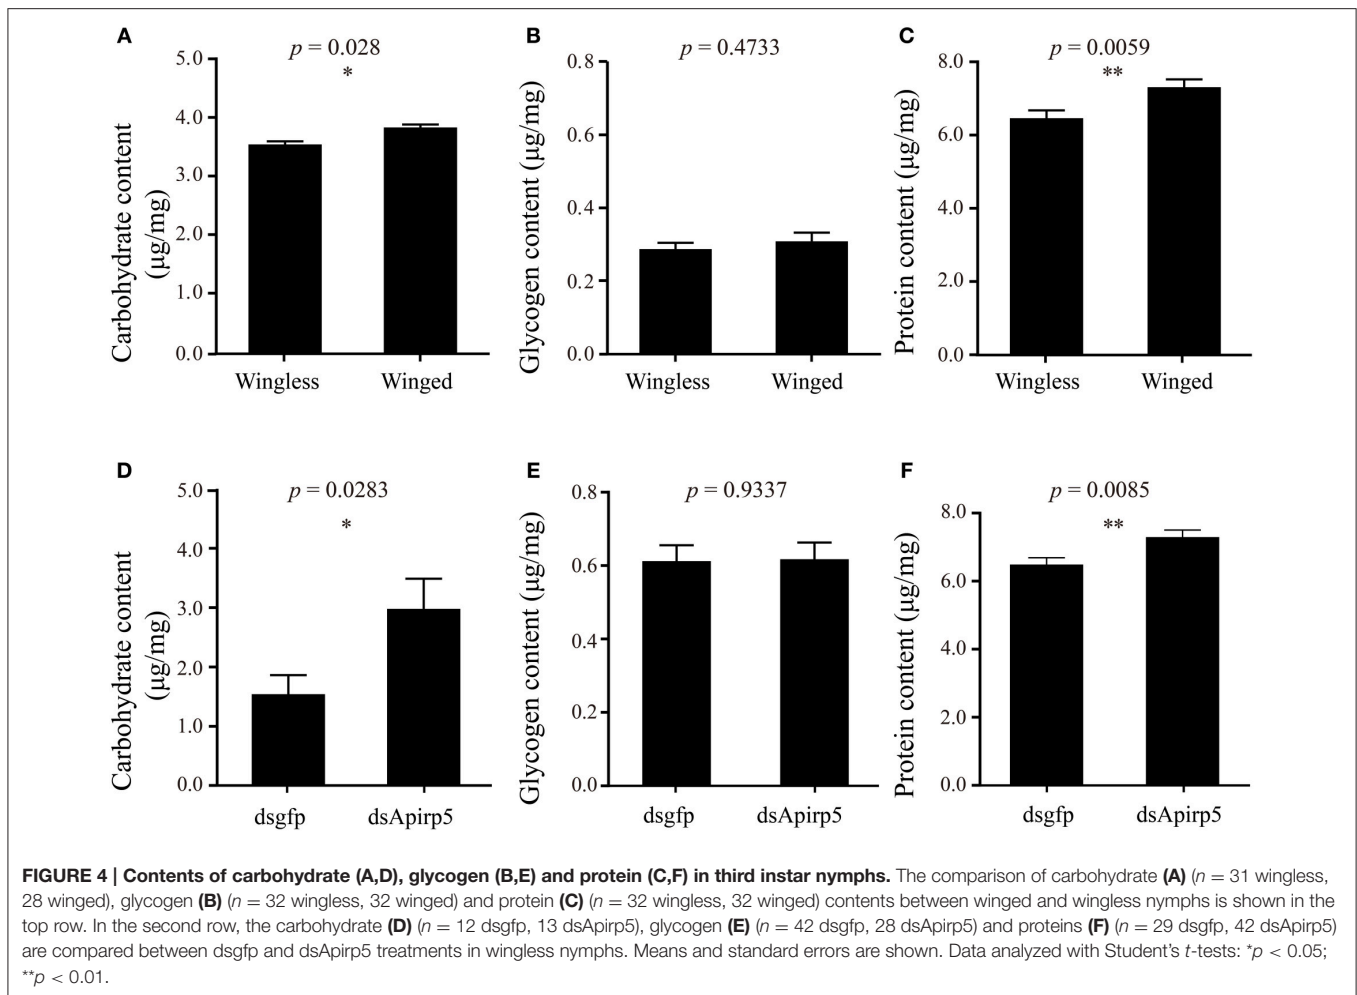 A
p = 0.028
*
5.0
4.0
3.0
2.0
1.0
0.0
Carbohydrate content
(µg/mg)
Wingless Winged
B
p = 0.4733
0.8
0.6
0.4
0.2
0.0
Glycogen content (µg/mg)
Wingless Winged
C
p = 0.0059
**
8.0
6.0
4.0
2.0
0.0
Protein content (µg/mg)
Wingless Winged
D
p = 0.0283
*
5.0
4.0
3.0
2.0
1.0
0.0
Carbohydrate content
(µg/mg)
dsgfp dsApirp5
E
p = 0.9337
0.8
0.6
0.4
0.2
0.0
Glycogen content (µg/mg)
dsgfp dsApirp5
F
p = 0.0085
**
8.0
6.0
4.0
2.0
0.0
Protein content (µg/mg)
dsgfp dsApirp5
FIGURE 4 | Contents of carbohydrate (A,D), glycogen (B,E) and protein (C,F) in third instar nymphs. The comparison of carbohydrate (A) (n = 31 wingless,
28 winged), glycogen (B) (n = 32 wingless, 32 winged) and protein (C) (n = 32 wingless, 32 winged) contents between winged and wingless nymphs is shown in the
top row. In the second row, the carbohydrate (D) (n = 12 dsgfp, 13 dsApirp5), glycogen (E) (n = 42 dsgfp, 28 dsApirp5) and proteins (F) (n = 29 dsgfp, 42 dsApirp5)
are compared between dsgfp and dsApirp5 treatments in wingless nymphs. Means and standard errors are shown. Data analyzed with Student's t-tests: *p < 0.05;
**p < 0.01.